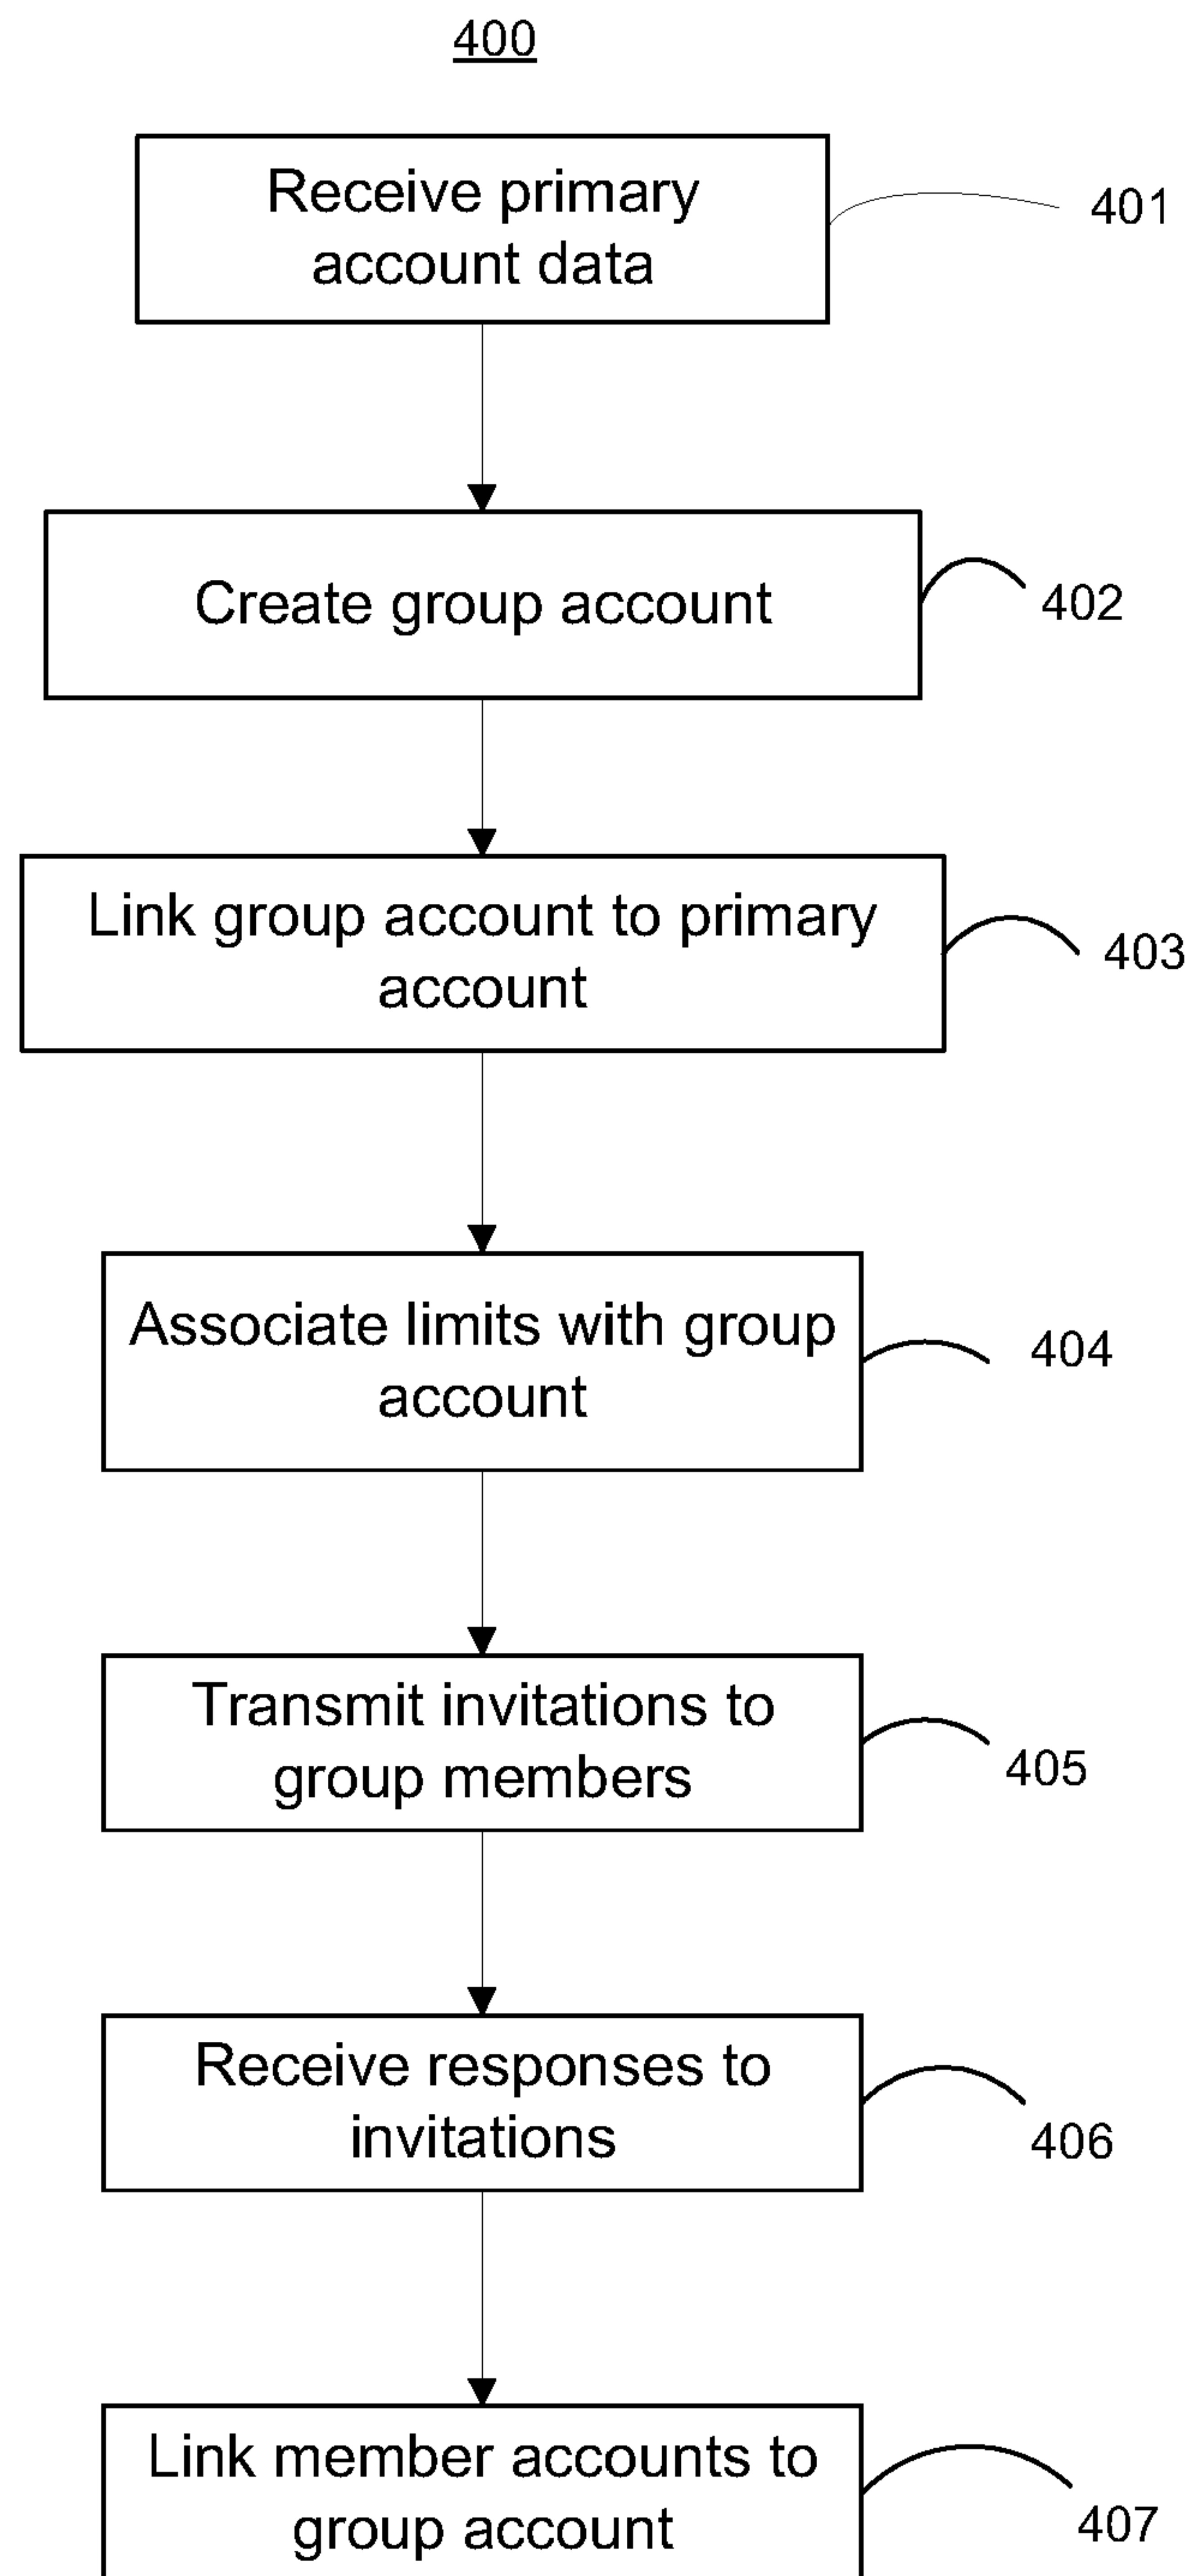 400
Receive primary
account data
401
Create group account
402
Link group account to primary
account
403
Associate limits with group
account
404
Transmit invitations to
group members
405
Receive responses to
invitations
406
Link member accounts to
group account
407